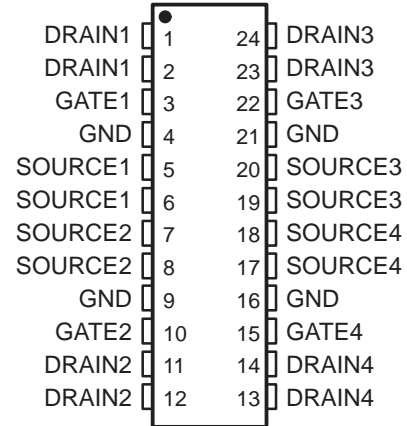 DRAIN1 1 24 DRAIN3
DRAIN1 2 23 DRAIN3
GATE1 3 22 GATE3
GND 4 21 GND
SOURCE1 5 20 SOURCE3
SOURCE1 6 19 SOURCE3
SOURCE2 7 18 SOURCE4
SOURCE2 8 17 SOURCE4
GND 9 16 GND
GATE2 10 15 GATE4
DRAIN2 11 14 DRAIN4
DRAIN2 12 13 DRAIN4